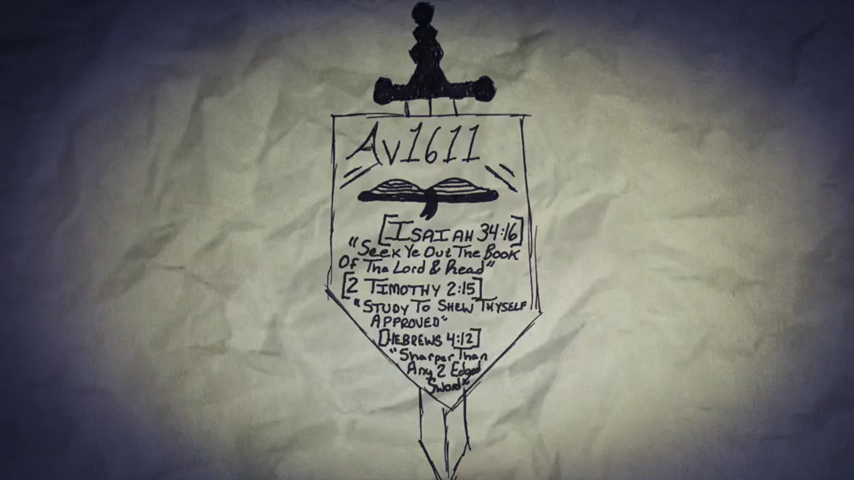 Av1611
[ISAIAH 34:16]
"Seek Ye Out The Book
Of The Lord & Read"
[2 TIMOTHY 2:15]
"STUDY TO SHEW THYSELF
APPROVED"
[HEBREWS 4:12]
"Sharper Than
Any 2 Edged
Sword"